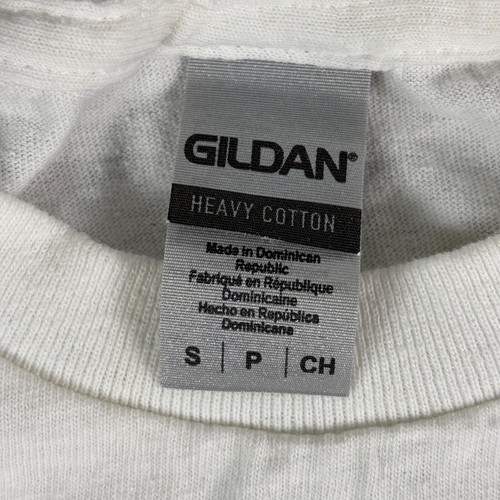 GILDAN®
HEAVY COTTON
Made in Dominican
Republic
Fabriqué en République
Dominicaine
Hecho en República
Dominicana
S | P | CH